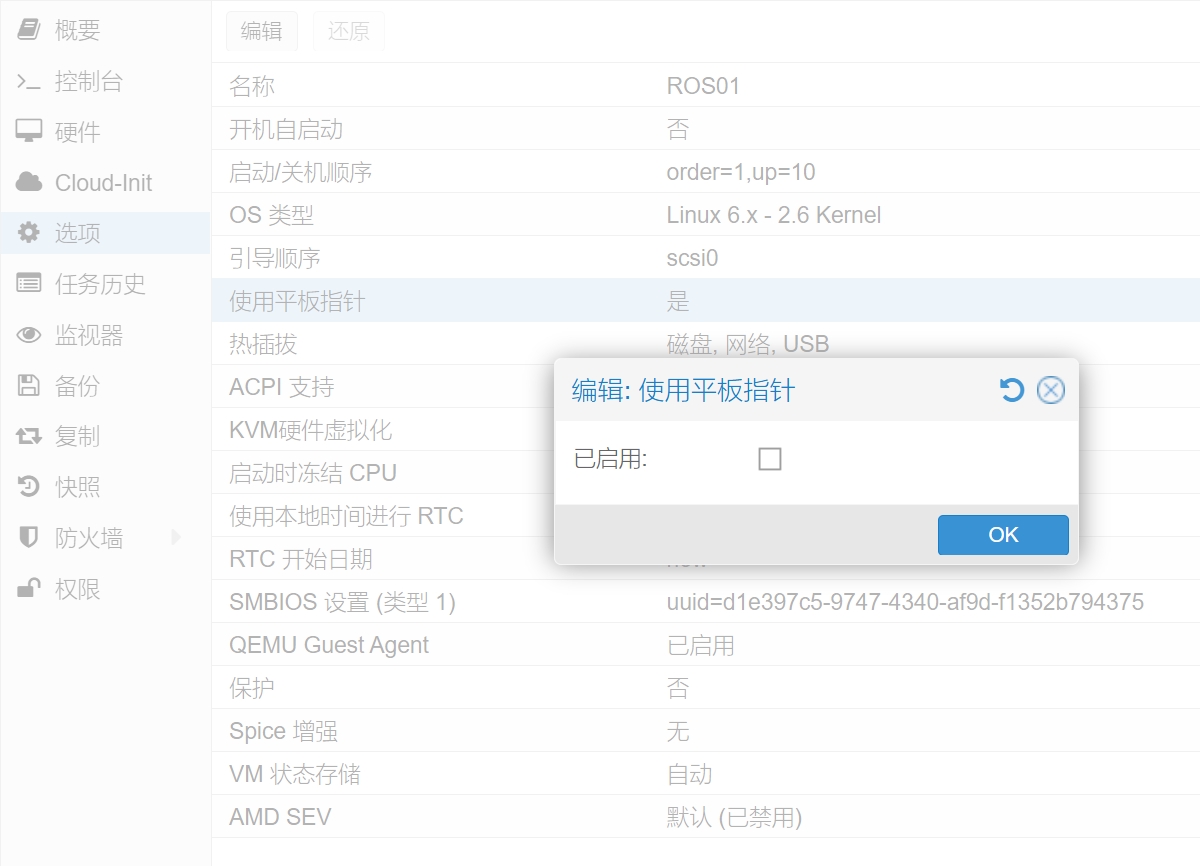 概要
控制台
硬件
Cloud-Init
选项
任务历史
监视器
备份
复制
快照
防火墙
权限
编辑 还原
名称 ROS01
开机自启动 否
启动/关机顺序 order=1,up=10
OS 类型 Linux 6.x - 2.6 Kernel
引导顺序 scsi0
使用平板指针 是
热插拔 磁盘, 网络, USB
ACPI 支持
KVM硬件虚拟化
启动时冻结 CPU
使用本地时间进行 RTC
RTC 开始日期
SMBIOS 设置 (类型 1) uuid=d1e397c5-9747-4340-af9d-f1352b794375
QEMU Guest Agent 已启用
保护 否
Spice 增强 无
VM 状态存储 自动
AMD SEV 默认 (已禁用)
编辑: 使用平板指针
已启用:
OK